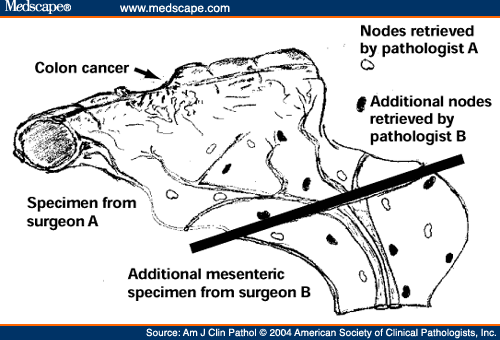 Medscape® www.medscape.com
Nodes retrieved
by pathologist A
Colon cancer
Additional nodes
retrieved by
pathologist B
Specimen from
surgeon A
Additional mesenteric
specimen from surgeon B
Source: Am J Clin Pathol © 2004 American Society of Clinical Pathologists, Inc.